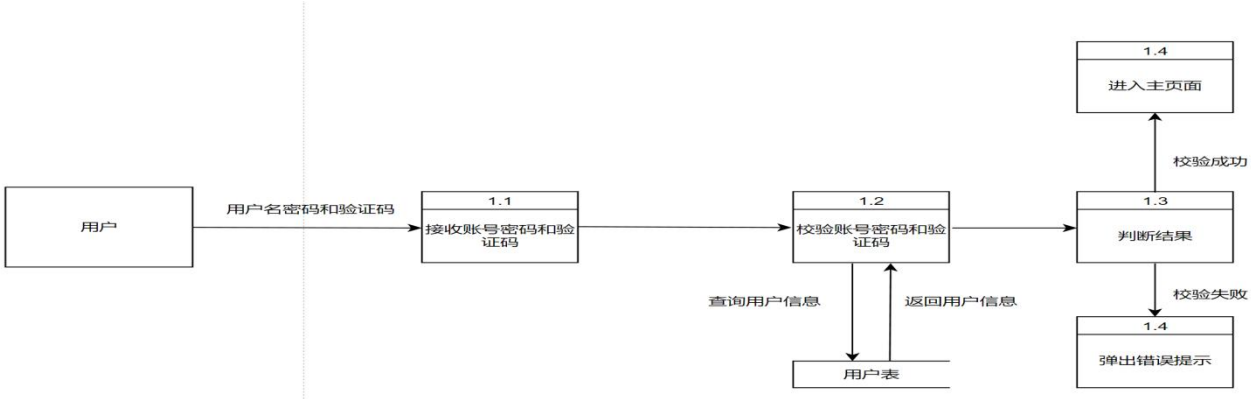 1.4
进入主页面
校验成功
用户
用户名密码和验证码
1.1
接收账号密码和验
证码
1.2
校验账号密码和验
证码
1.3
判断结果
查询用户信息
返回用户信息
校验失败
用户表
1.4
弹出错误提示